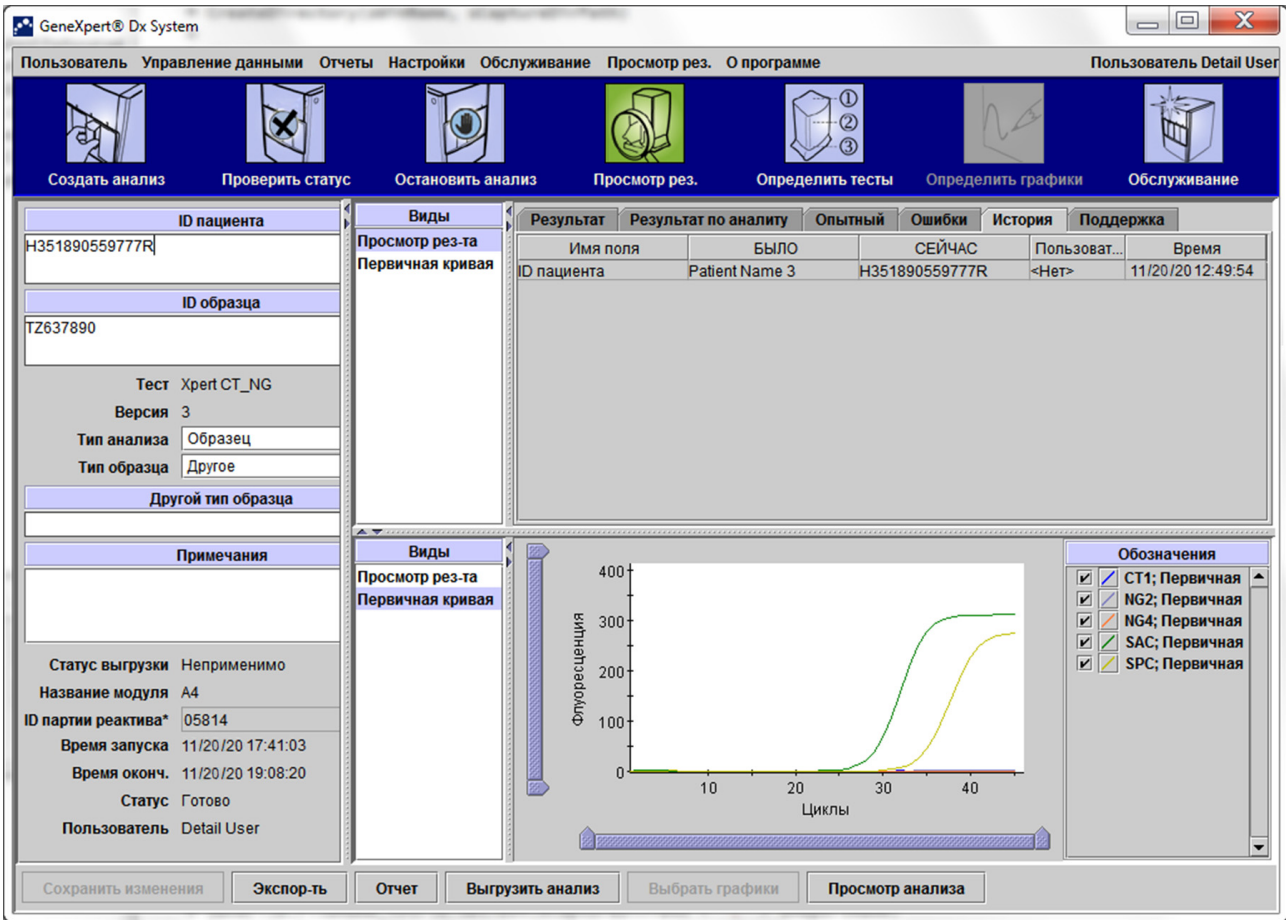 GeneXpert® Dx System
Пользователь Управление данными Отчеты Настройки Обслуживание Просмотр рез. О программе Пользователь Detail User
Создать анализ Проверить статус Остановить анализ Просмотр рез. Определить тесты Определить графики Обслуживание
ID пациента
H351890559777R
ID образца
TZ637890
Тест Xpert CT_NG
Версия 3
Тип анализа Образец
Тип образца Другое
Другой тип образца
Примечания
Статус выгрузки Неприменимо
Название модуля A4
ID партии реактива* 05814
Время запуска 11/20/20 17:41:03
Время оконч. 11/20/20 19:08:20
Статус Готово
Пользователь Detail User
Виды
Просмотр рез-та
Первичная кривая
Результат Результат по аналиту Опытный Ошибки История Поддержка
Имя поля БЫЛО СЕЙЧАС Пользоват... Время
ID пациента Patient Name 3 H351890559777R <Нет> 11/20/20 12:49:54
Виды
Просмотр рез-та
Первичная кривая
Флуоресценция
400
300
200
100
0
10 20 30 40
Циклы
Обозначения
CT1; Первичная
NG2; Первичная
NG4; Первичная
SAC; Первичная
SPC; Первичная
Сохранить изменения Экспор-ть Отчет Выгрузить анализ Выбрать графики Просмотр анализа